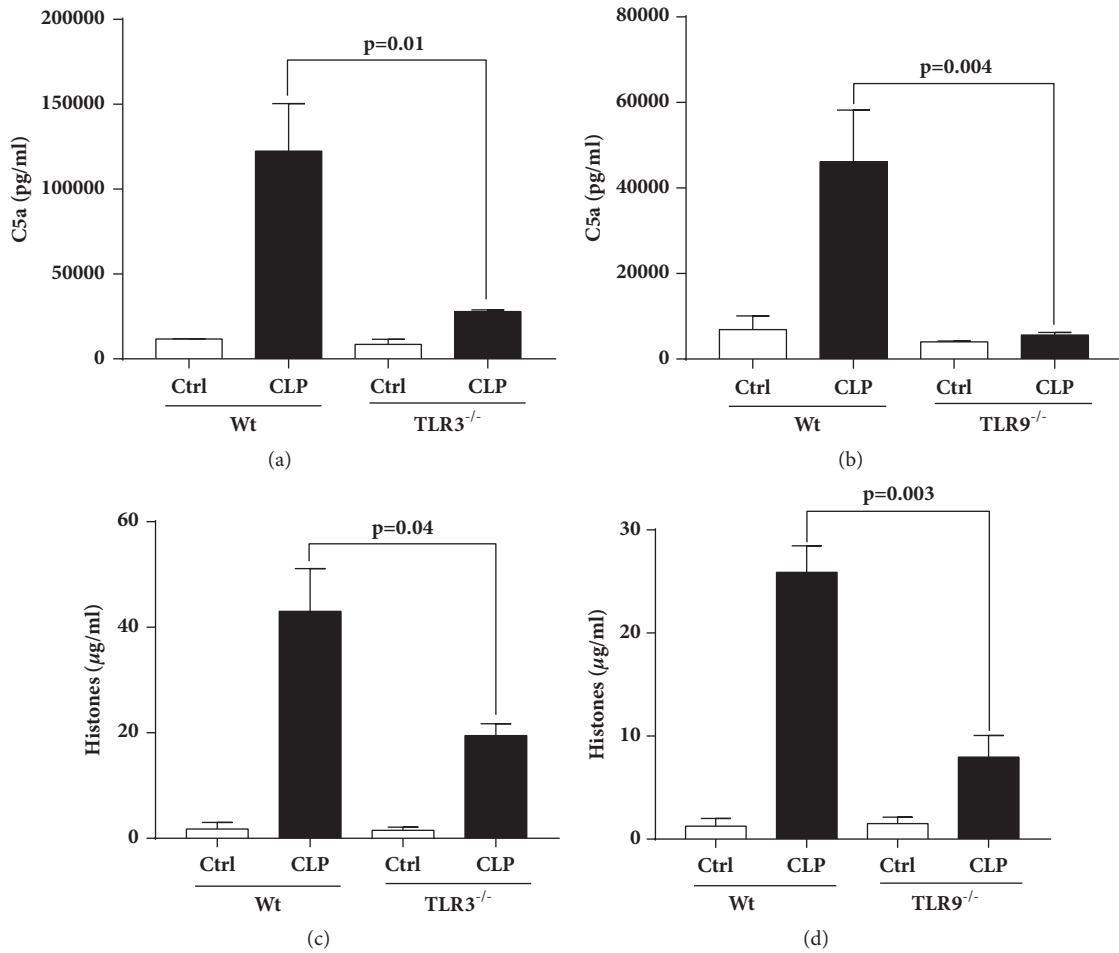 200000
150000
100000
50000
0
C5a (pg/ml)
p=0.01
Ctrl CLP Ctrl CLP
Wt TLR3-/-
(a)
80000
60000
40000
20000
0
C5a (pg/ml)
p=0.004
Ctrl CLP Ctrl CLP
Wt TLR9-/-
(b)
60
40
20
0
Histones (μg/ml)
p=0.04
Ctrl CLP Ctrl CLP
Wt TLR3-/-
(c)
30
20
10
0
Histones (μg/ml)
p=0.003
Ctrl CLP Ctrl CLP
Wt TLR9-/-
(d)